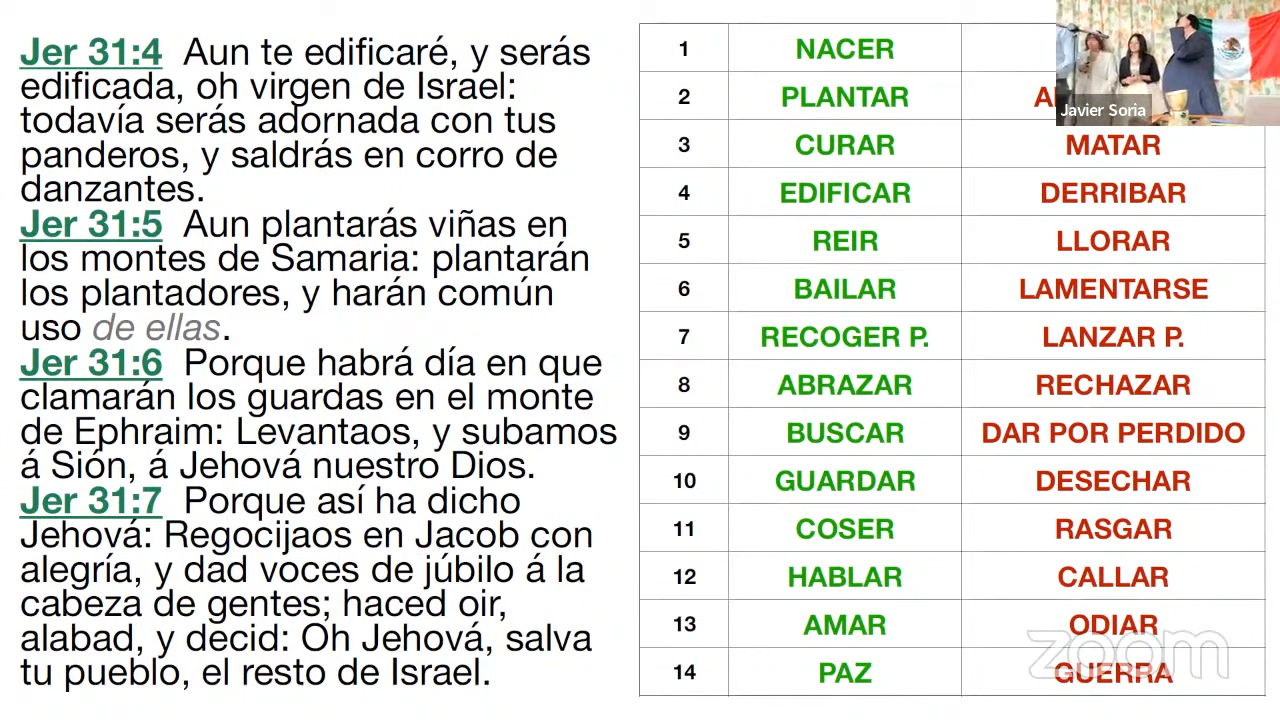 Jer 31:4 Aun te edificaré, y serás
edificada, oh virgen de Israel:
todavía serás adornada con tus
panderos, y saldrás en corro de
danzantes.
Jer 31:5 Aun plantarás viñas en
los montes de Samaria: plantarán
los plantadores, y harán común
uso de ellas.
Jer 31:6 Porque habrá día en que
clamarán los guardas en el monte
de Ephraim: Levantaos, y subamos
á Sión, á Jehová nuestro Dios.
Jer 31:7 Porque así ha dicho
Jehová: Regocijaos en Jacob con
alegría, y dad voces de júbilo á la
cabeza de gentes; haced oir,
alabad, y decid: Oh Jehová, salva
tu pueblo, el resto de Israel.
1 NACER
2 PLANTAR
3 CURAR MATAR
4 EDIFICAR DERRIBAR
5 REIR LLORAR
6 BAILAR LAMENTARSE
7 RECOGER P. LANZAR P.
8 ABRAZAR RECHAZAR
9 BUSCAR DAR POR PERDIDO
10 GUARDAR DESECHAR
11 COSER RASGAR
12 HABLAR CALLAR
13 AMAR ODIAR
14 PAZ GUERRA
Javier Soria
zoom